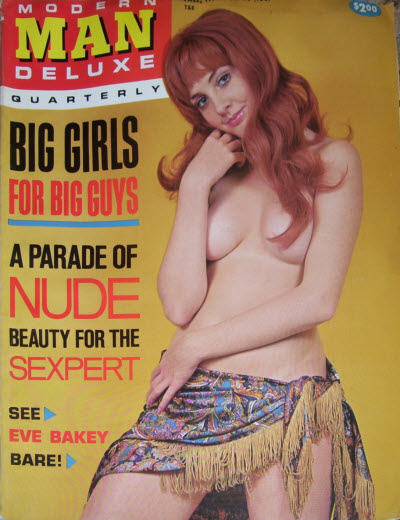 MODERN
MAN
DELUXE
QUARTERLY
$2.00
BIG GIRLS
FOR BIG GUYS
A PARADE OF
NUDE
BEAUTY FOR THE
SEXPERT
SEE
EVE BAKEY
BARE!